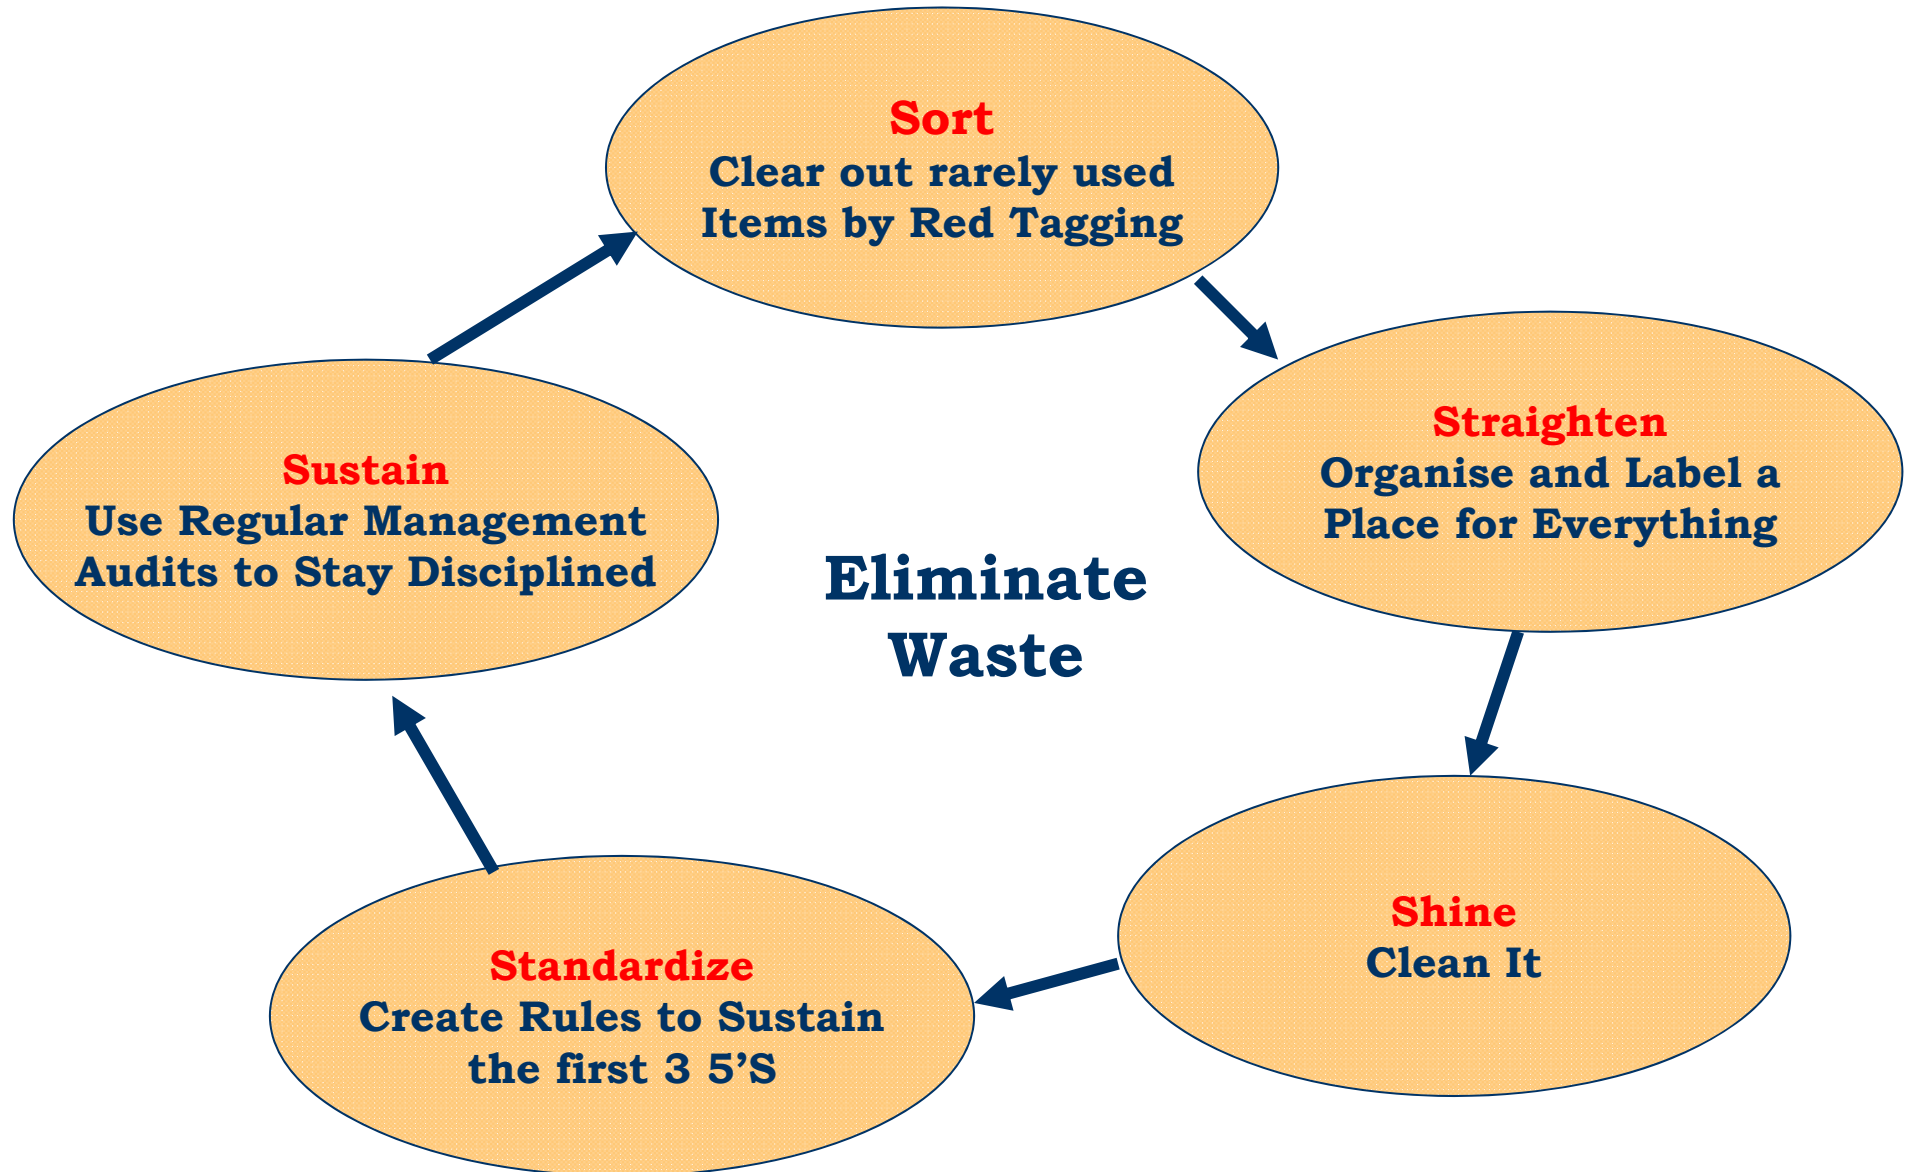 Sort
Clear out rarely used
Items by Red Tagging
Straighten
Organise and Label a
Place for Everything
Sustain
Use Regular Management
Audits to Stay Disciplined
Eliminate
Waste
Shine
Clean It
Standardize
Create Rules to Sustain
the first 3 5’S